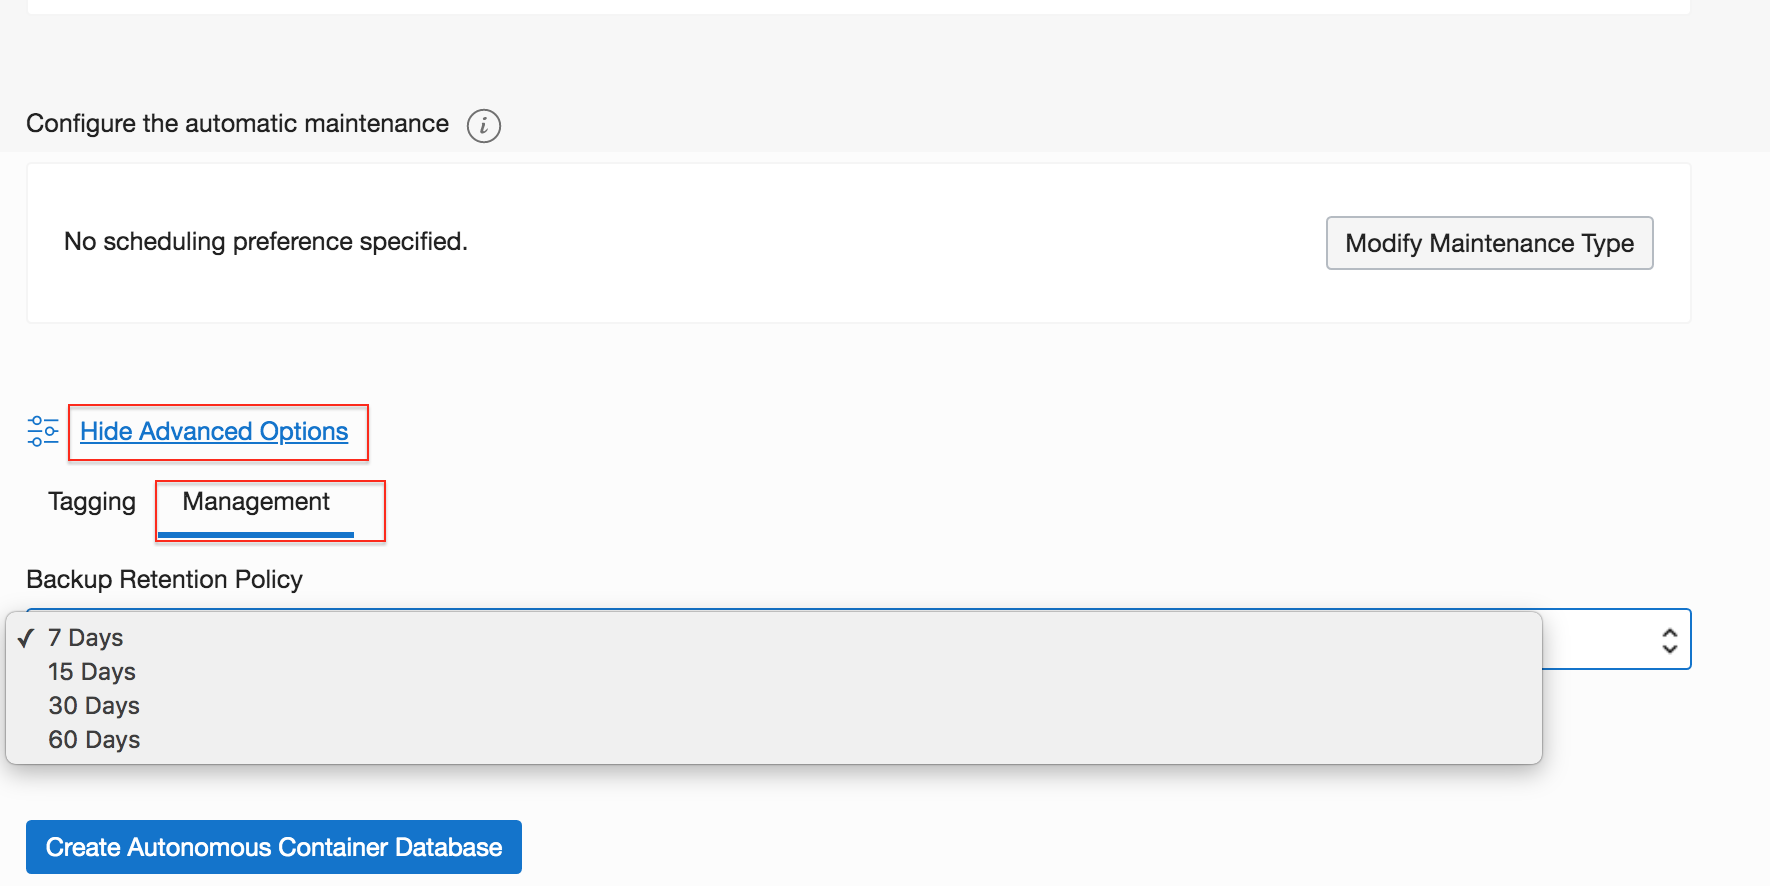 Configure the automatic maintenance i
No scheduling preference specified.
Modify Maintenance Type
Hide Advanced Options
Tagging Management
Backup Retention Policy
✓ 7 Days
15 Days
30 Days
60 Days
Create Autonomous Container Database